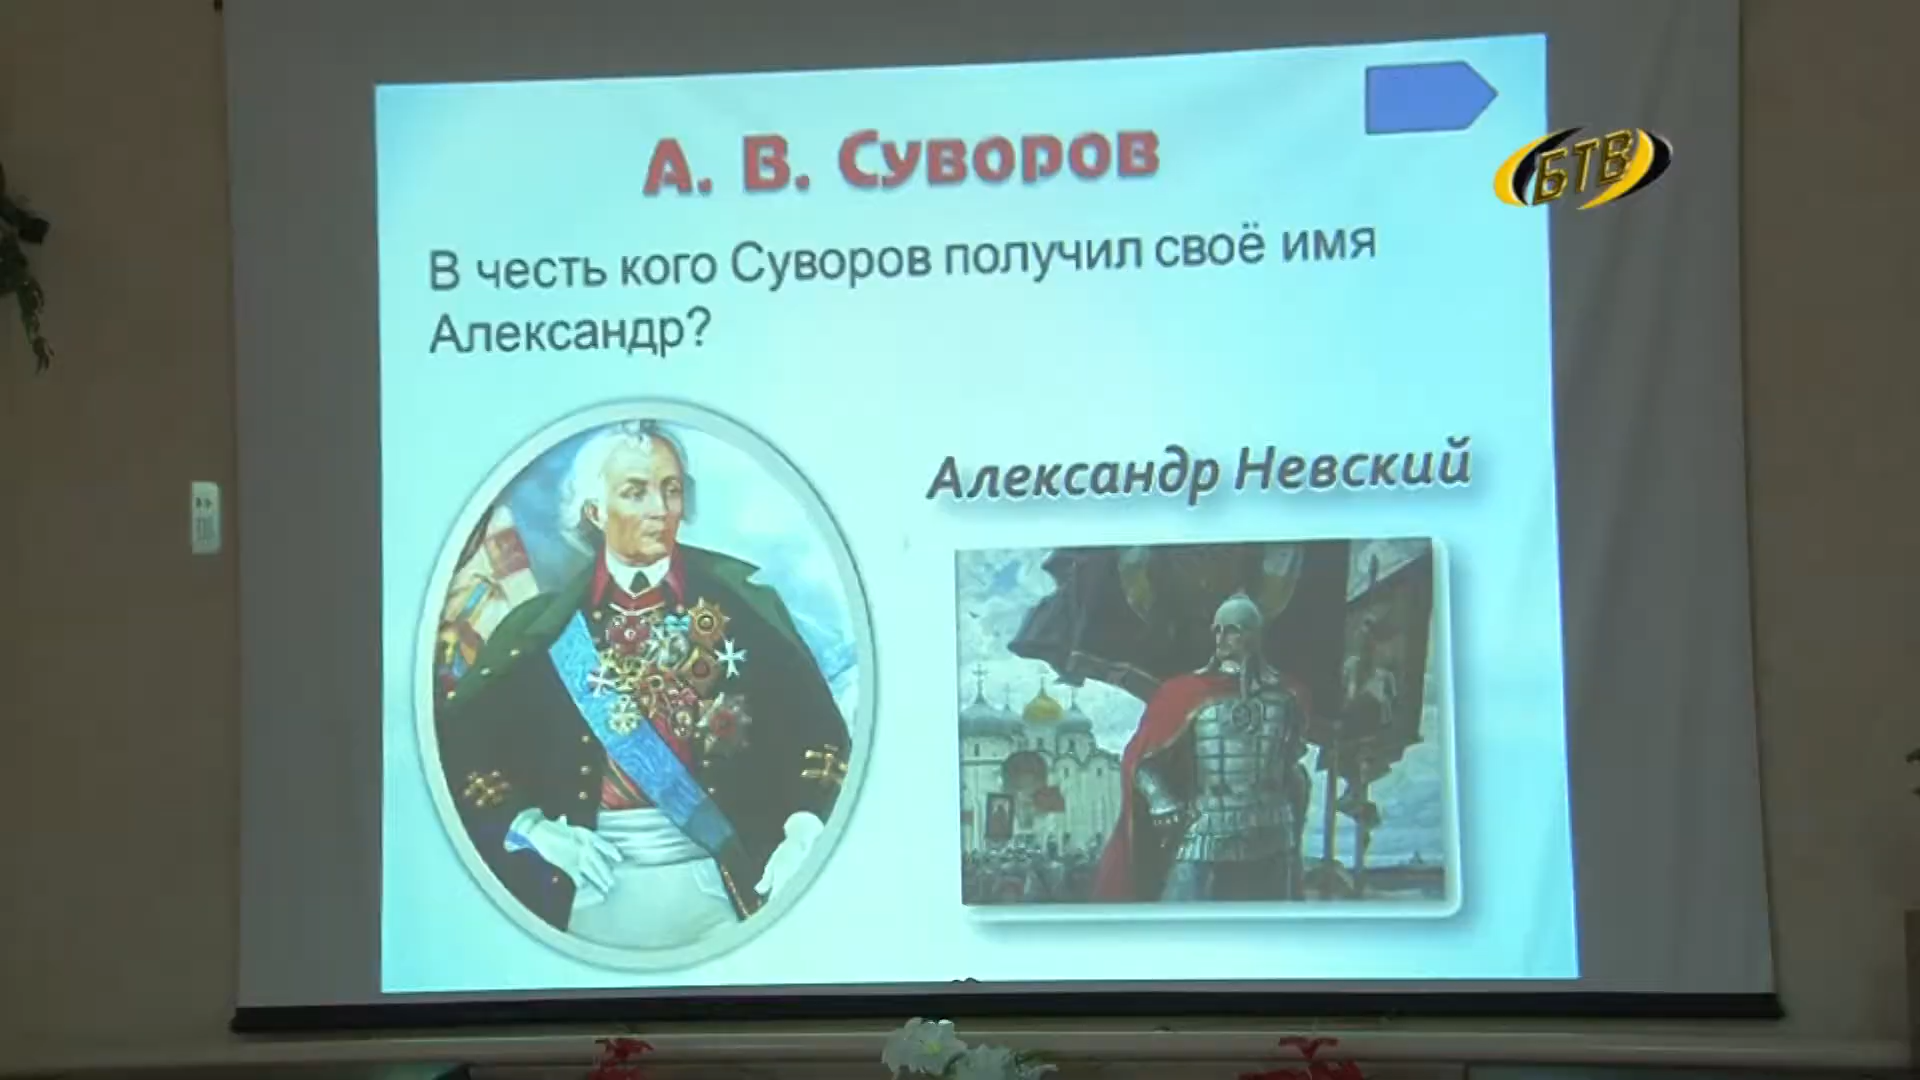 А. В. Суворов
БТВ
В честь кого Суворов получил своё имя
Александр?
Александр Невский